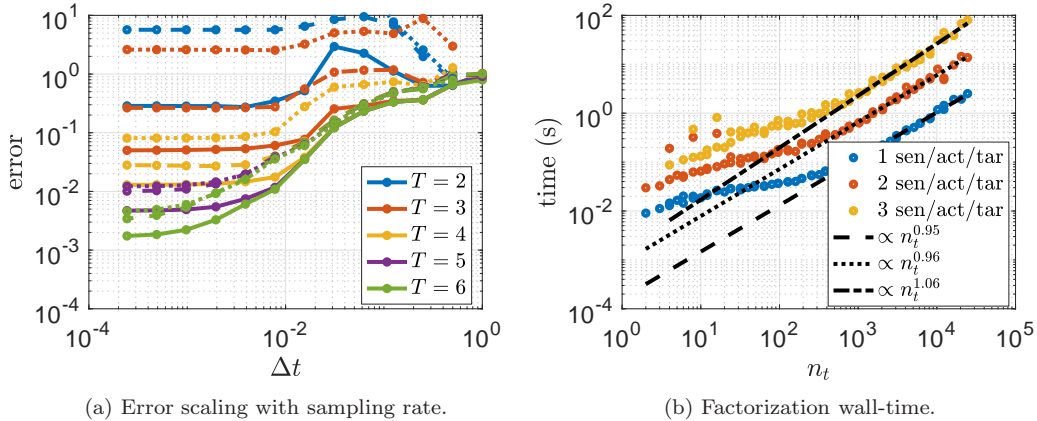 10^1
10^0
10^-1
10^-2
10^-3
10^-4
error
10^-4
10^-2
10^0
Δt
T = 2
T = 3
T = 4
T = 5
T = 6
(a) Error scaling with sampling rate.
10^2
10^0
10^-2
10^-4
time (s)
10^0
10^1
10^2
10^3
10^4
10^5
n_t
1 sen/act/tar
2 sen/act/tar
3 sen/act/tar
∝ n_t^0.95
∝ n_t^0.96
∝ n_t^1.06
(b) Factorization wall-time.